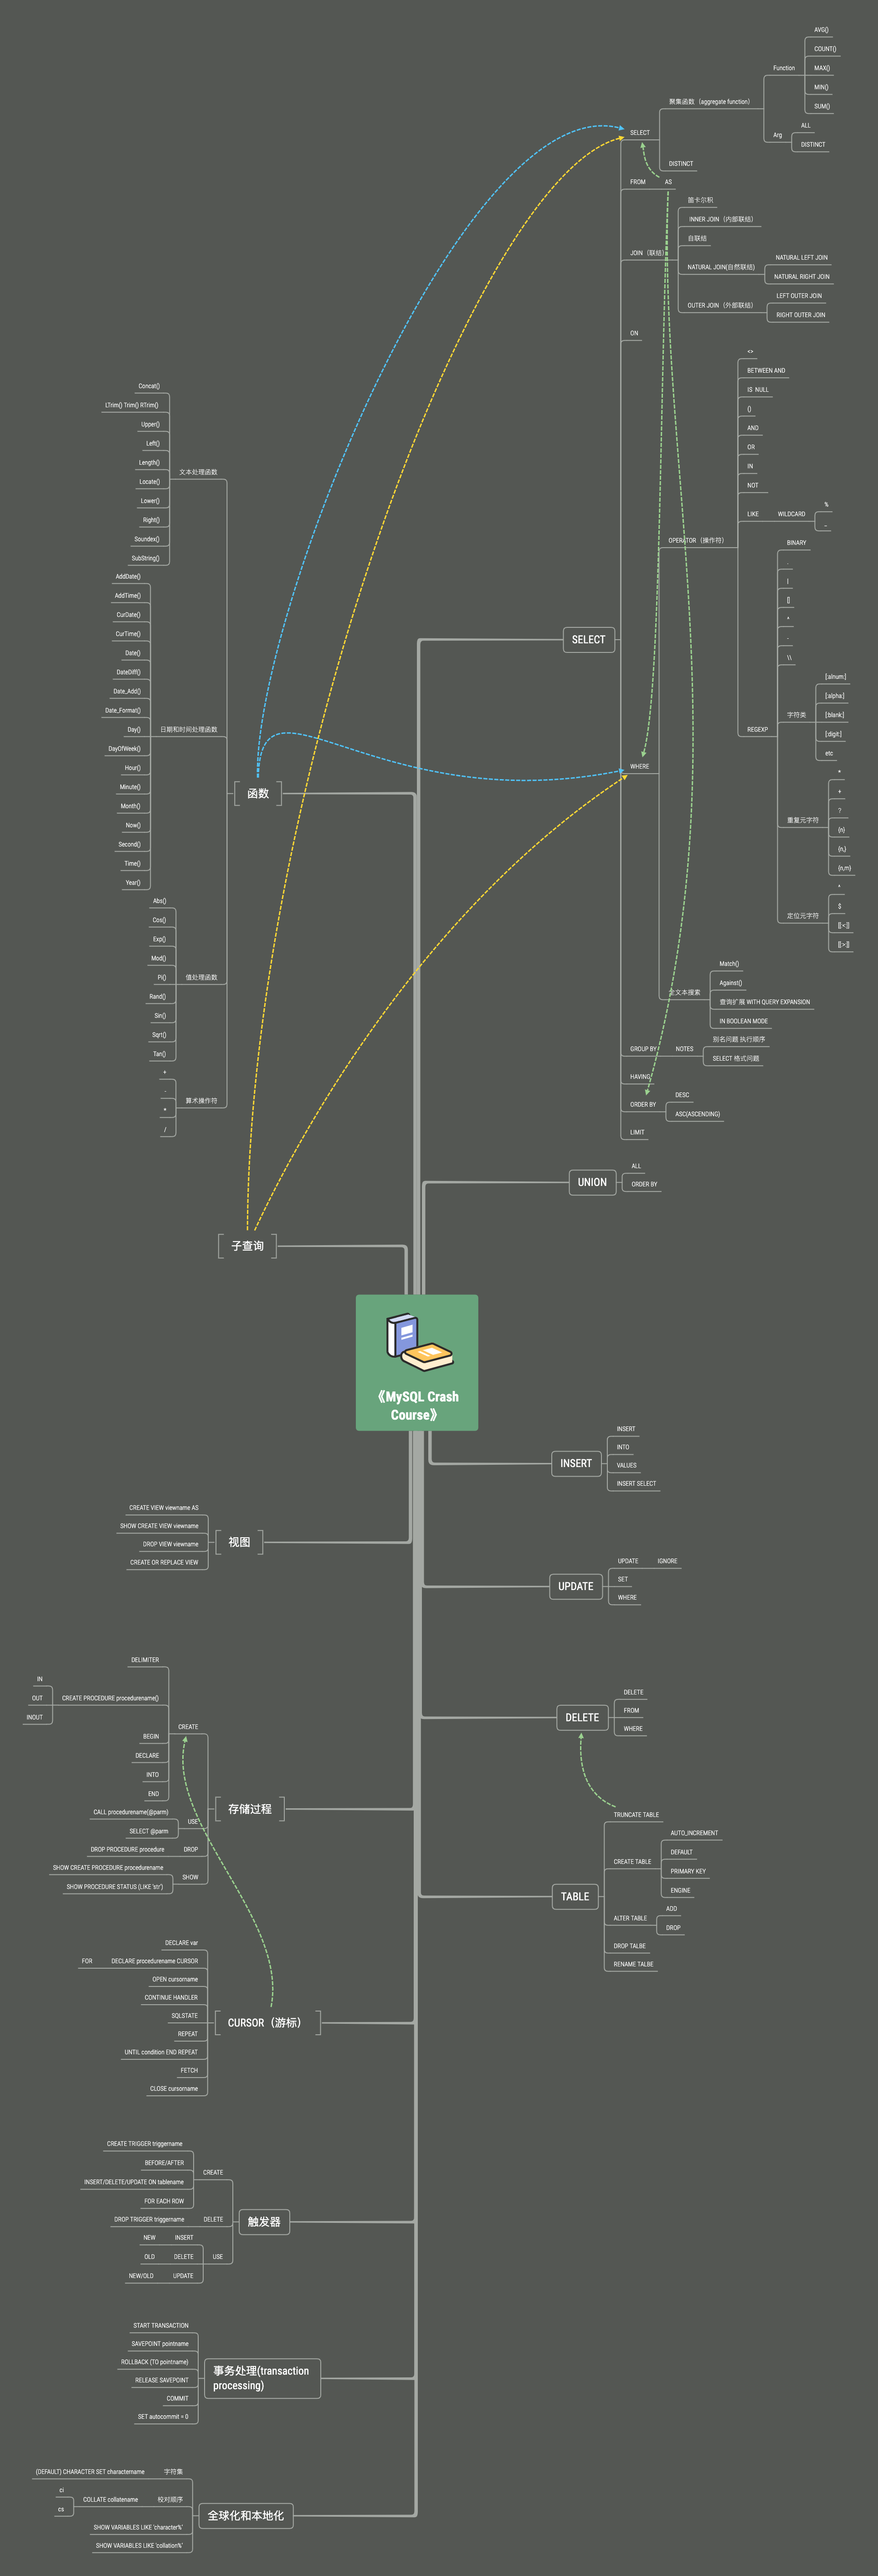 《MySQL Crash
Course》
SELECT
SELECT
聚集函数（aggregate function）
Function
AVG()
COUNT()
MAX()
MIN()
SUM()
Arg
ALL
DISTINCT
DISTINCT
FROM
AS
JOIN（联结）
笛卡尔积
INNER JOIN（内部联结）
自联结
NATURAL JOIN(自然联结)
NATURAL LEFT JOIN
NATURAL RIGHT JOIN
OUTER JOIN（外部联结）
LEFT OUTER JOIN
RIGHT OUTER JOIN
ON
WHERE
OPERATOR（操作符）
<>
BETWEEN AND
IS NULL
()
AND
OR
IN
NOT
LIKE
WILDCARD
%
_
REGEXP
BINARY
.
|
[]
^
-
\\
字符类
[:alnum:]
[:alpha:]
[:blank:]
[:digit:]
etc
重复元字符
*
+
?
{n}
{n,}
{n,m}
定位元字符
^
$
[[:<:]]
[[:>:]]
全文本搜索
Match()
Against()
查询扩展 WITH QUERY EXPANSION
IN BOOLEAN MODE
GROUP BY
NOTES
别名问题 执行顺序
SELECT 格式问题
HAVING
ORDER BY
DESC
ASC(ASCENDING)
LIMIT
UNION
ALL
ORDER BY
INSERT
INSERT
INTO
VALUES
INSERT SELECT
UPDATE
UPDATE
IGNORE
SET
WHERE
DELETE
DELETE
FROM
WHERE
TABLE
TRUNCATE TABLE
CREATE TABLE
AUTO_INCREMENT
DEFAULT
PRIMARY KEY
ENGINE
ALTER TABLE
ADD
DROP
DROP TALBE
RENAME TALBE
函数
文本处理函数
Concat()
LTrim() Trim() RTrim()
Upper()
Left()
Length()
Locate()
Lower()
Right()
Soundex()
SubString()
日期和时间处理函数
AddDate()
AddTime()
CurDate()
CurTime()
Date()
DateDiff()
Date_Add()
Date_Format()
Day()
DayOfWeek()
Hour()
Minute()
Month()
Now()
Second()
Time()
Year()
值处理函数
Abs()
Cos()
Exp()
Mod()
Pi()
Rand()
Sin()
Sqrt()
Tan()
算术操作符
+
-
*
/
子查询
视图
CREATE VIEW viewname AS
SHOW CREATE VIEW viewname
DROP VIEW viewname
CREATE OR REPLACE VIEW
存储过程
CREATE
DELIMITER
CREATE PROCEDURE procedurename()
IN
OUT
INOUT
BEGIN
DECLARE
INTO
END
USE
CALL procedurename(@parm)
SELECT @parm
DROP
DROP PROCEDURE procedure
SHOW
SHOW CREATE PROCEDURE procedurename
SHOW PROCEDURE STATUS (LIKE 'str')
CURSOR（游标）
DECLARE var
DECLARE procedurename CURSOR
FOR
OPEN cursorname
CONTINUE HANDLER
SQLSTATE
REPEAT
UNTIL condition END REPEAT
FETCH
CLOSE cursorname
触发器
CREATE
CREATE TRIGGER triggername
BEFORE/AFTER
INSERT/DELETE/UPDATE ON tablename
FOR EACH ROW
DELETE
DROP TRIGGER triggername
USE
INSERT
NEW
DELETE
OLD
UPDATE
NEW/OLD
事务处理(transaction
processing)
START TRANSACTION
SAVEPOINT pointname
ROLLBACK (TO pointname)
RELEASE SAVEPOINT
COMMIT
SET autocommit = 0
全球化和本地化
字符集
(DEFAULT) CHARACTER SET charactername
校对顺序
COLLATE collatename
ci
cs
SHOW VARIABLES LIKE 'character%'
SHOW VARIABLES LIKE 'collation%'